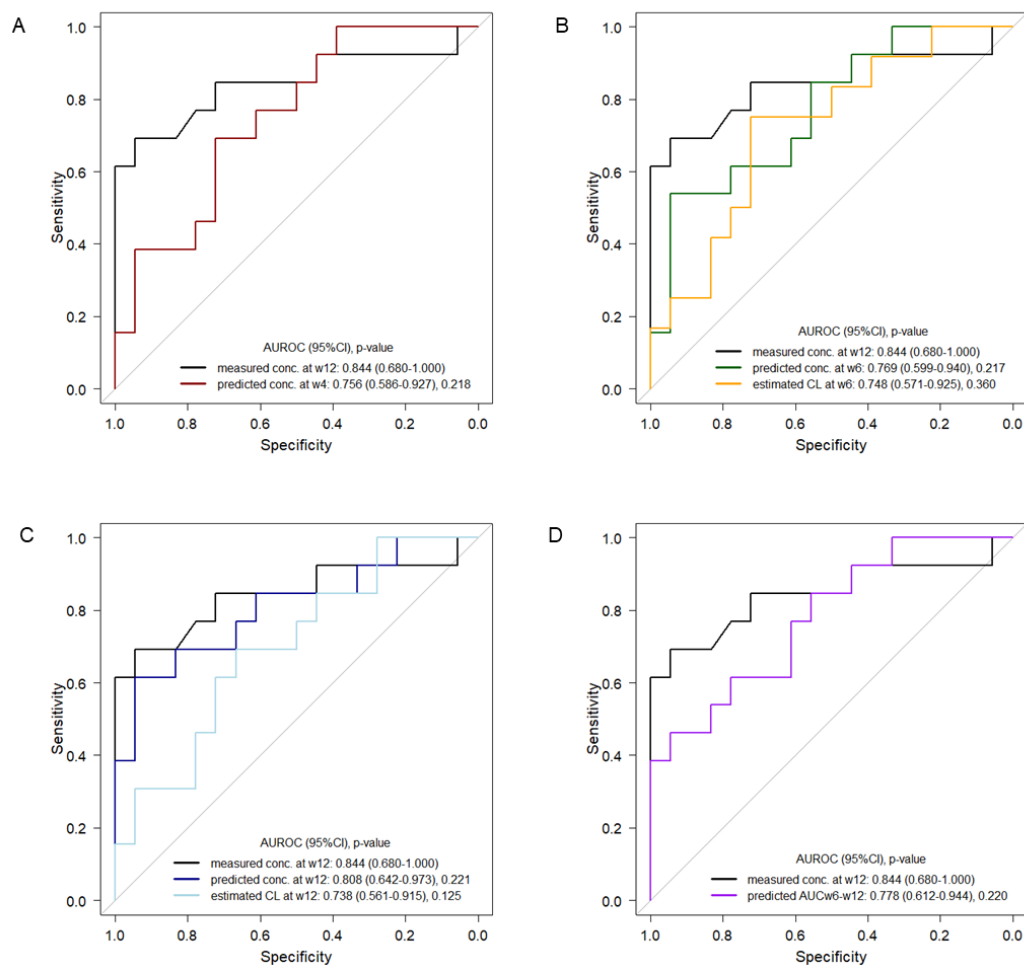 A
1.0
0.8
0.6
0.4
0.2
0.0
Sensitivity
AUROC (95%CI), p-value
measured conc. at w12: 0.844 (0.680-1.000)
predicted conc. at w4: 0.756 (0.586-0.927), 0.218
1.0 0.8 0.6 0.4 0.2 0.0
Specificity
B
1.0
0.8
0.6
0.4
0.2
0.0
Sensitivity
AUROC (95%CI), p-value
measured conc. at w12: 0.844 (0.680-1.000)
predicted conc. at w6: 0.769 (0.599-0.940), 0.217
estimated CL at w6: 0.748 (0.571-0.925), 0.360
1.0 0.8 0.6 0.4 0.2 0.0
Specificity
C
1.0
0.8
0.6
0.4
0.2
0.0
Sensitivity
AUROC (95%CI), p-value
measured conc. at w12: 0.844 (0.680-1.000)
predicted conc. at w12: 0.808 (0.642-0.973), 0.221
estimated CL at w12: 0.738 (0.561-0.915), 0.125
1.0 0.8 0.6 0.4 0.2 0.0
Specificity
D
1.0
0.8
0.6
0.4
0.2
0.0
Sensitivity
AUROC (95%CI), p-value
measured conc. at w12: 0.844 (0.680-1.000)
predicted AUCw6-w12: 0.778 (0.612-0.944), 0.220
1.0 0.8 0.6 0.4 0.2 0.0
Specificity